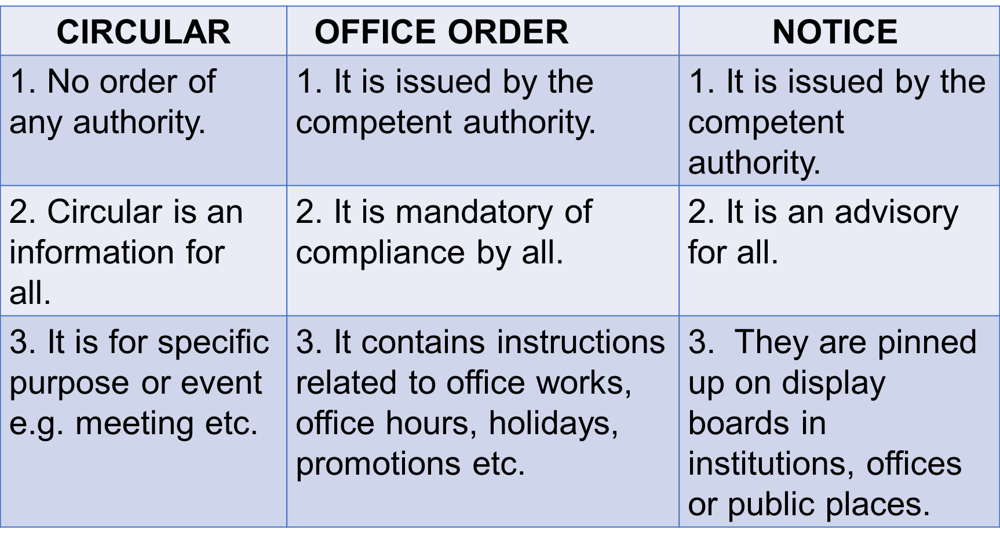 CIRCULAR
OFFICE ORDER
NOTICE
1. No order of
any authority.
1. It is issued by the
competent authority.
1. It is issued by the
competent
authority.
2. Circular is an
information for
all.
2. It is mandatory of
compliance by all.
2. It is an advisory
for all.
3. It is for specific
purpose or event
e.g. meeting etc.
3. It contains instructions
related to office works,
office hours, holidays,
promotions etc.
3.  They are pinned
up on display
boards in
institutions, offices
or public places.